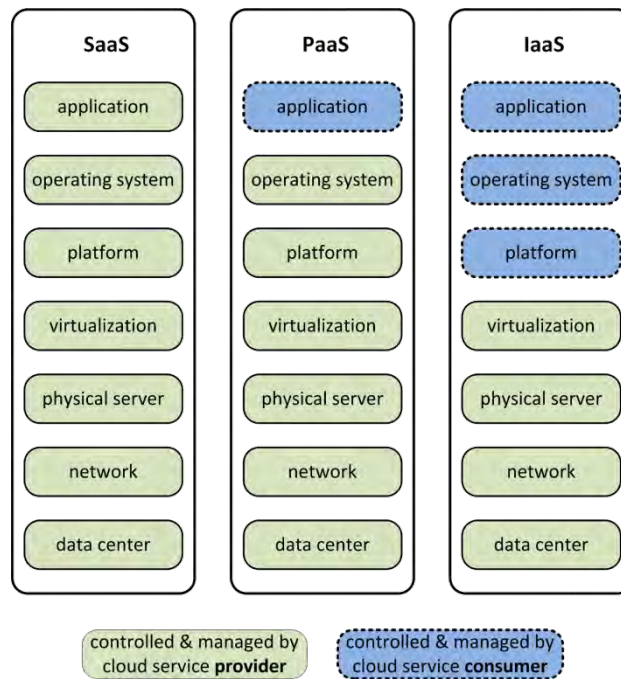 SaaS
application
operating system
platform
virtualization
physical server
network
data center
PaaS
application
operating system
platform
virtualization
physical server
network
data center
IaaS
application
operating system
platform
virtualization
physical server
network
data center
controlled & managed by
cloud service provider
controlled & managed by
cloud service consumer